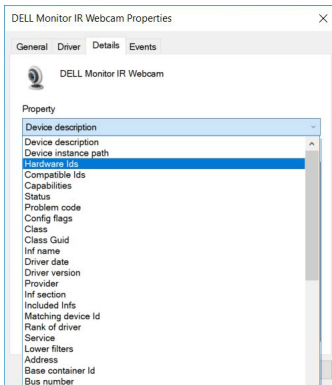 DELL Monitor IR Webcam Properties
General Driver Details Events
DELL Monitor IR Webcam
Property
Device description
Device description
Device instance path
Hardware Ids
Compatible Ids
Capabilities
Status
Problem code
Config flags
Class
Class Guid
Inf name
Driver date
Driver version
Provider
Inf section
Included Infs
Matching device Id
Rank of driver
Service
Lower filters
Address
Base container Id
Bus number